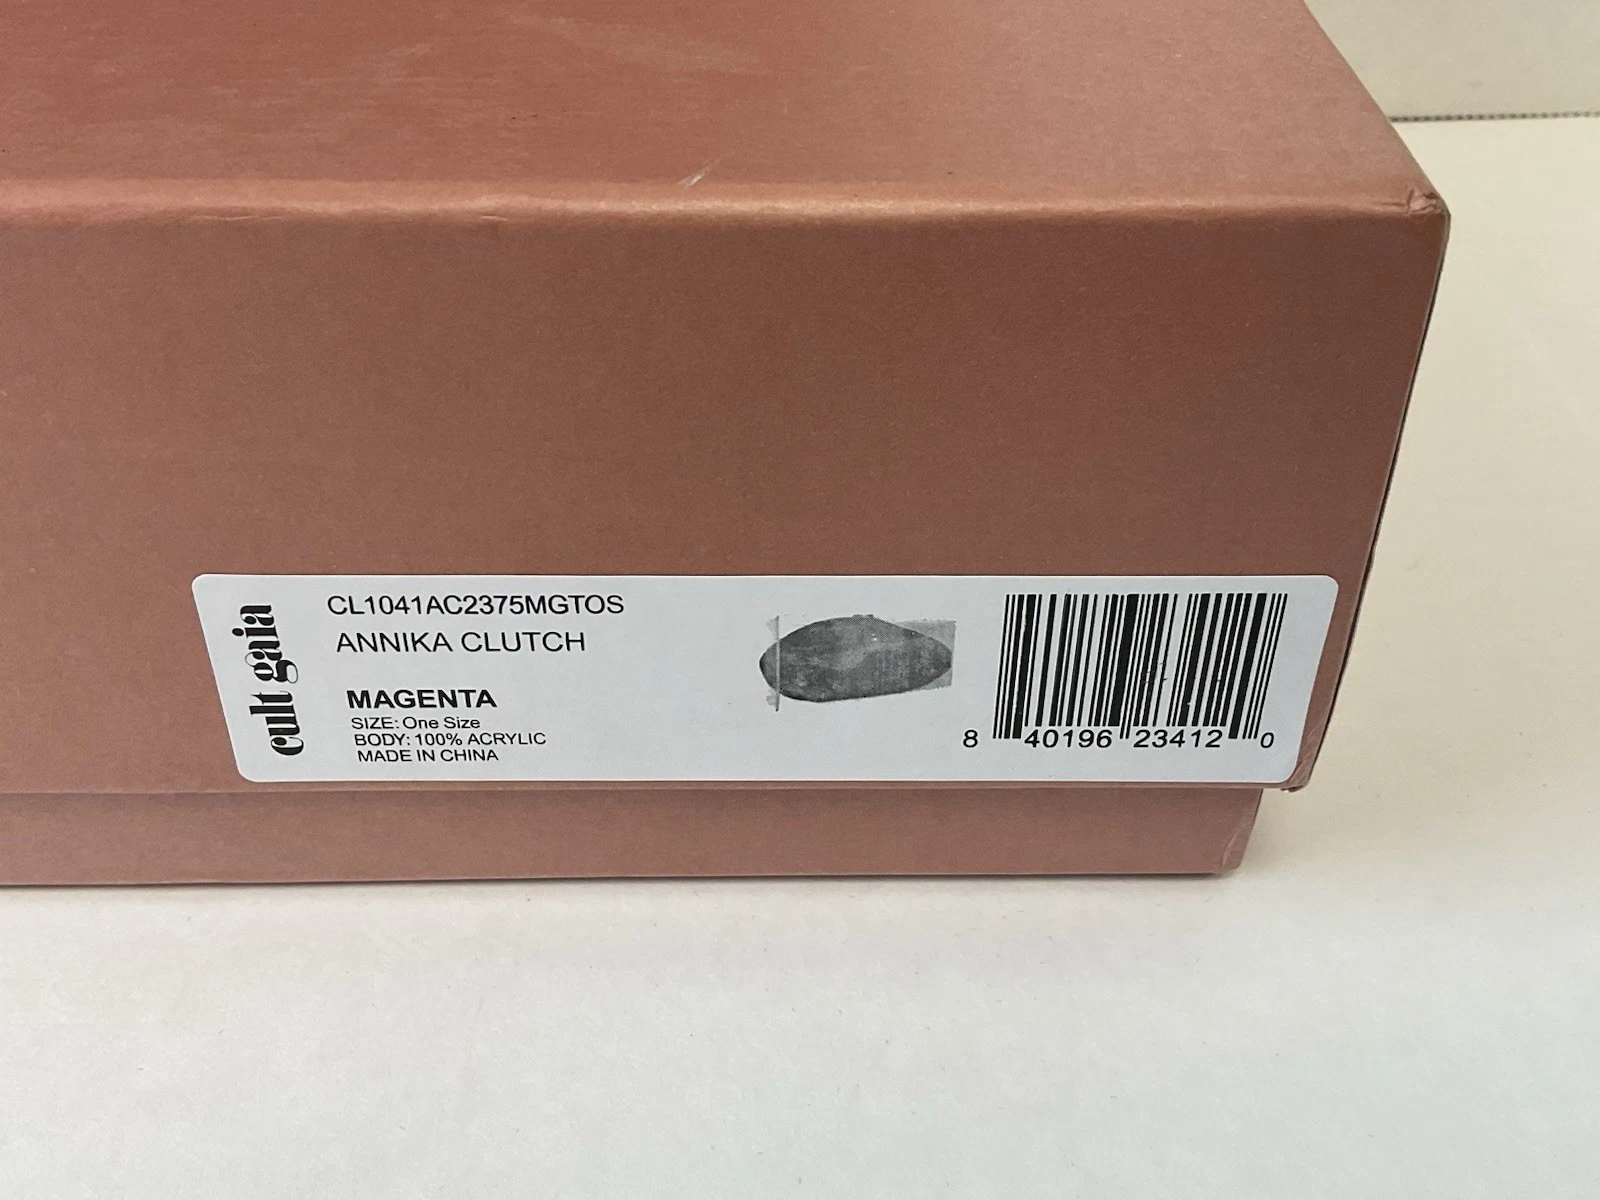 cult gaia
CL1041AC2375MGTOS
ANNIKA CLUTCH
MAGENTA
SIZE: One Size
BODY: 100% ACRYLIC
MADE IN CHINA
8 40196 23412 0